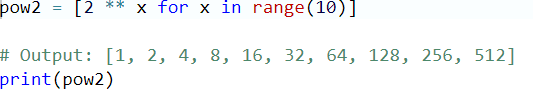 pow2 = [2 ** x for x in range(10)]
# Output: [1, 2, 4, 8, 16, 32, 64, 128, 256, 512]
print(pow2)